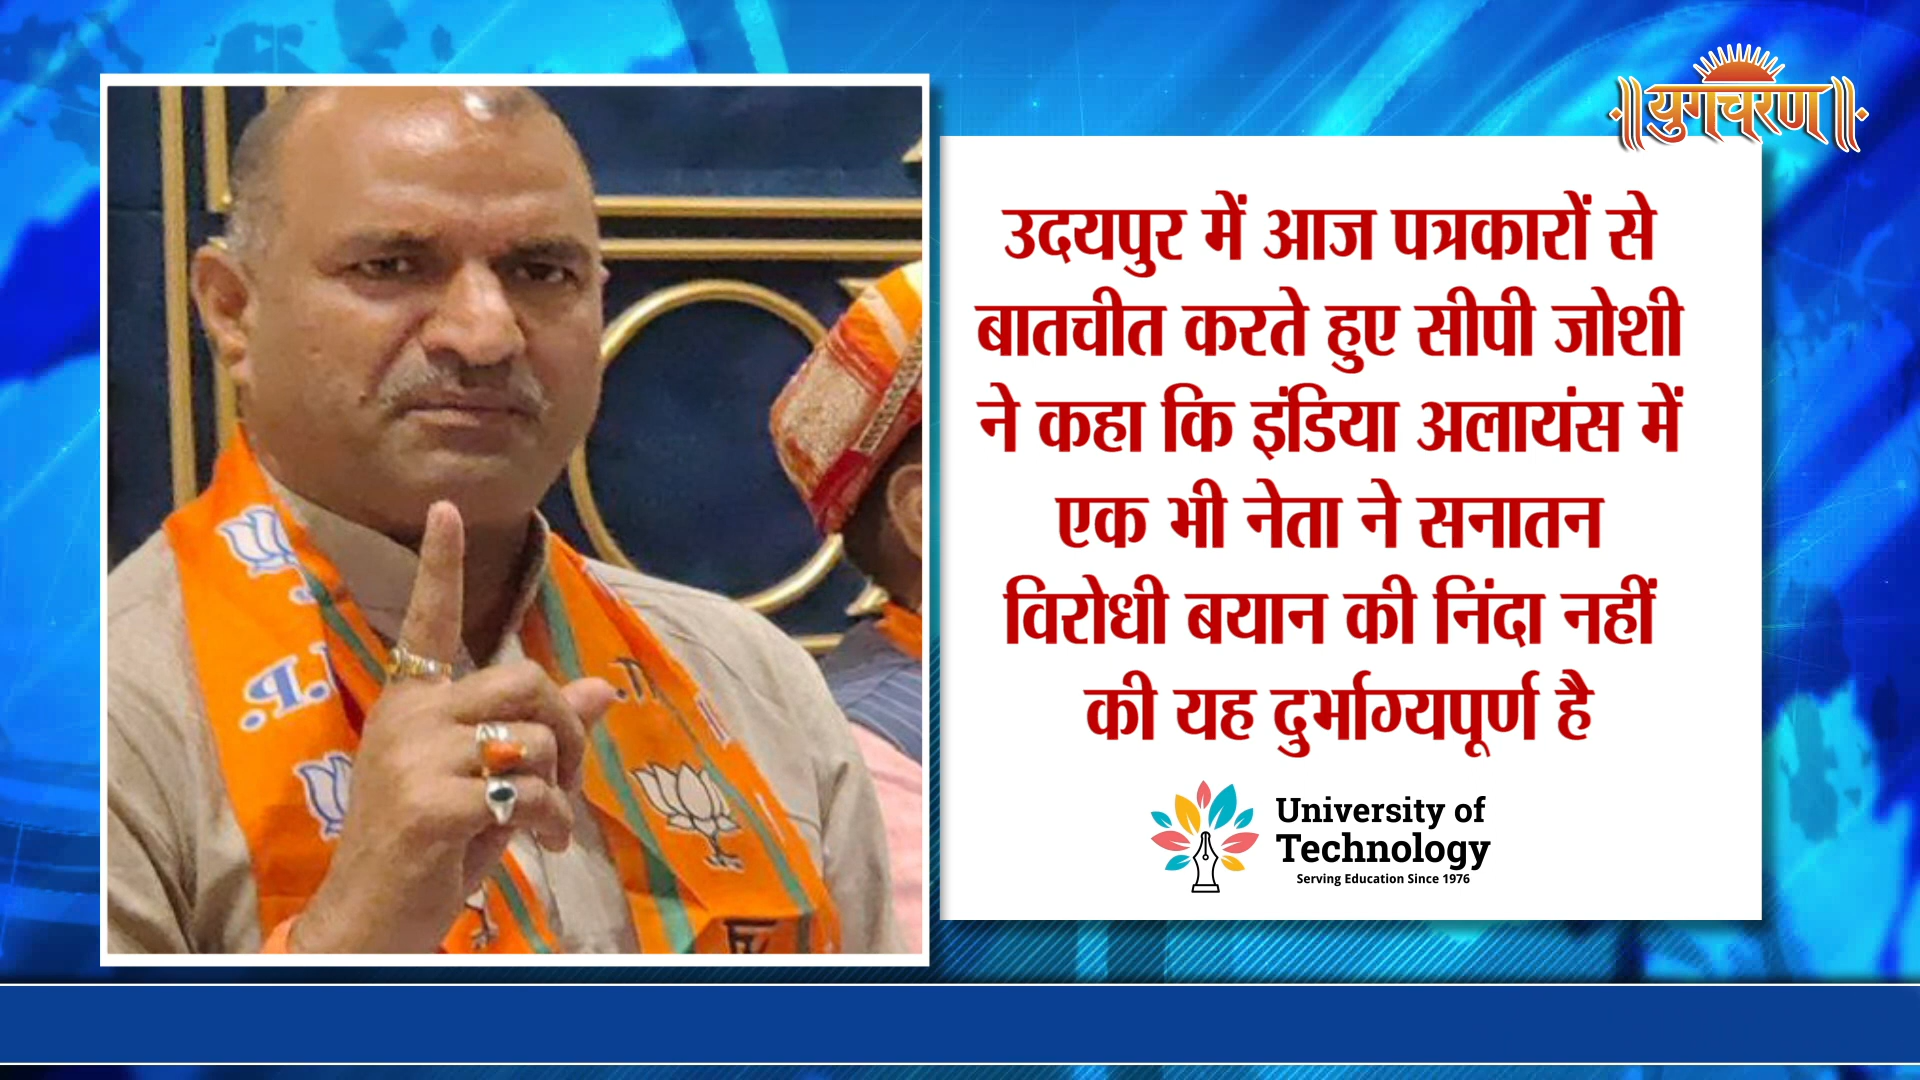 युगचरण
उदयपुर में आज पत्रकारों से
बातचीत करते हुए सीपी जोशी
ने कहा कि इंडिया अलायंस में
एक भी नेता ने सनातन
विरोधी बयान की निंदा नहीं
की यह दुर्भाग्यपूर्ण है
University of
Technology
Serving Education Since 1976